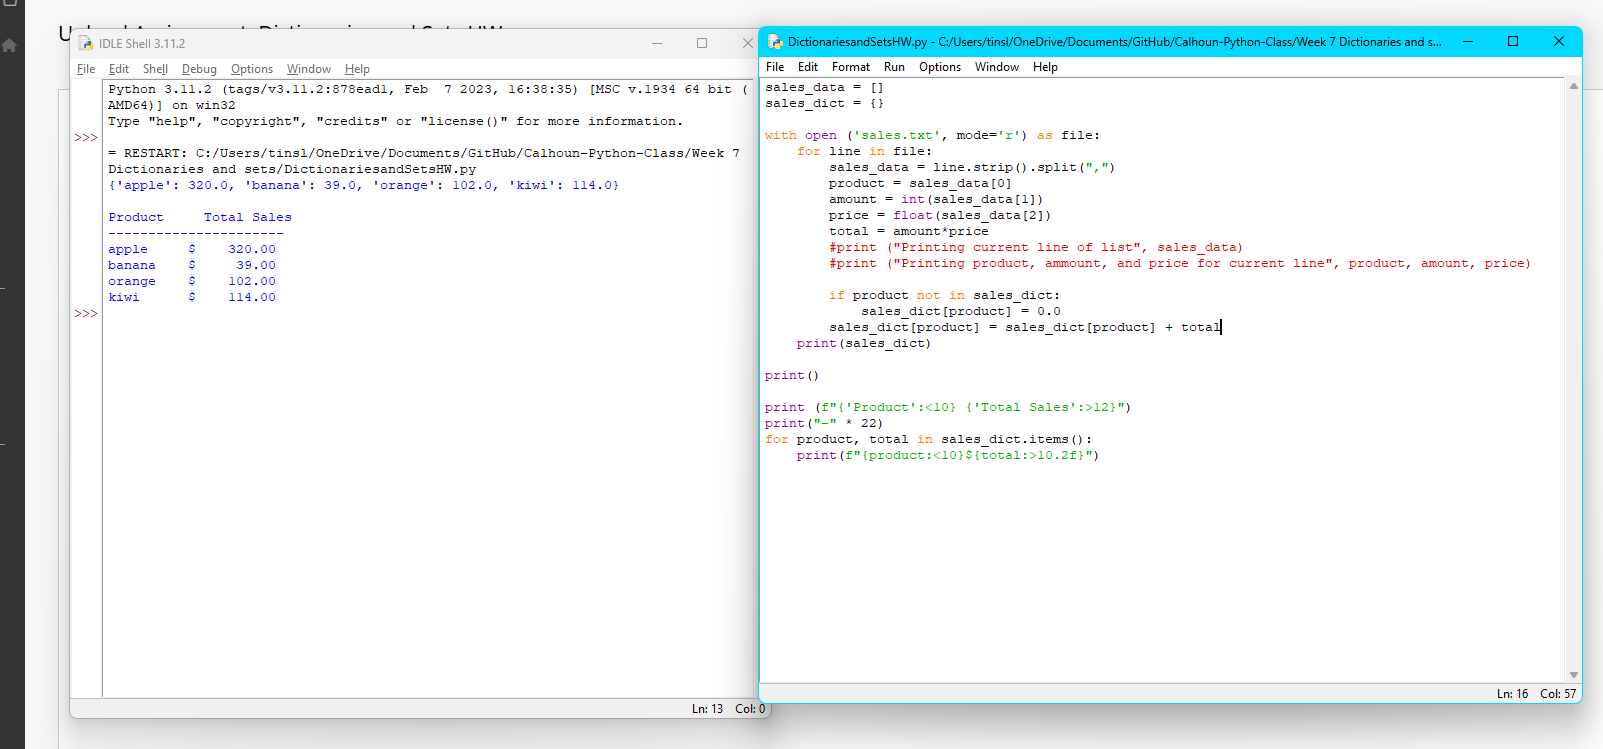 IDLE Shell 3.11.2
File Edit Shell Debug Options Window Help
Python 3.11.2 (tags/v3.11.2:878ead1, Feb  7 2023, 16:38:35) [MSC v.1934 64 bit (
AMD64)] on win32
Type "help", "copyright", "credits" or "license()" for more information.
>>>
= RESTART: C:/Users/tinsl/OneDrive/Documents/GitHub/Calhoun-Python-Class/Week 7
Dictionaries and sets/DictionariesandSetsHW.py
{'apple': 320.0, 'banana': 39.0, 'orange': 102.0, 'kiwi': 114.0}
Product     Total Sales
----------------------
apple     $    320.00
banana    $     39.00
orange    $    102.00
kiwi      $    114.00
>>>
Ln: 13 Col: 0
DictionariesandSetsHW.py - C:/Users/tinsl/OneDrive/Documents/GitHub/Calhoun-Python-Class/Week 7 Dictionaries and s...
File Edit Format Run Options Window Help
sales_data = []
sales_dict = {}
with open ('sales.txt', mode='r') as file:
    for line in file:
        sales_data = line.strip().split(",")
        product = sales_data[0]
        amount = int(sales_data[1])
        price = float(sales_data[2])
        total = amount*price
        #print ("Printing current line of list", sales_data)
        #print ("Printing product, ammount, and price for current line", product, amount, price)
        if product not in sales_dict:
            sales_dict[product] = 0.0
        sales_dict[product] = sales_dict[product] + total
    print(sales_dict)
print()
print (f"{'Product':<10} {'Total Sales':>12}")
print("-" * 22)
for product, total in sales_dict.items():
    print(f"{product:<10}${total:>10.2f}")
Ln: 16 Col: 57